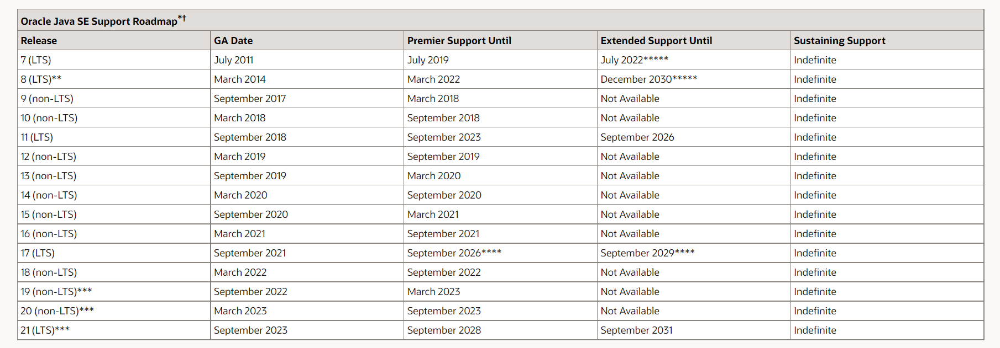 Oracle Java SE Support Roadmap*†
Release GA Date Premier Support Until Extended Support Until Sustaining Support
7 (LTS) July 2011 July 2019 July 2022***** Indefinite
8 (LTS)** March 2014 March 2022 December 2030***** Indefinite
9 (non-LTS) September 2017 March 2018 Not Available Indefinite
10 (non-LTS) March 2018 September 2018 Not Available Indefinite
11 (LTS) September 2018 September 2023 September 2026 Indefinite
12 (non-LTS) March 2019 September 2019 Not Available Indefinite
13 (non-LTS) September 2019 March 2020 Not Available Indefinite
14 (non-LTS) March 2020 September 2020 Not Available Indefinite
15 (non-LTS) September 2020 March 2021 Not Available Indefinite
16 (non-LTS) March 2021 September 2021 Not Available Indefinite
17 (LTS) September 2021 September 2026**** September 2029**** Indefinite
18 (non-LTS) March 2022 September 2022 Not Available Indefinite
19 (non-LTS)*** September 2022 March 2023 Not Available Indefinite
20 (non-LTS)*** March 2023 September 2023 Not Available Indefinite
21 (LTS)*** September 2023 September 2028 September 2031 Indefinite